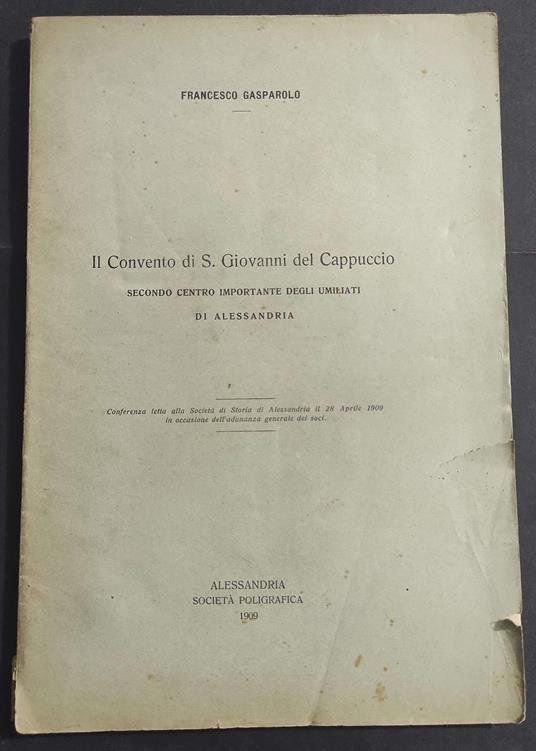 FRANCESCO GASPAROLO
Il Convento di S. Giovanni del Cappuccio
SECONDO CENTRO IMPORTANTE DEGLI UMILIATI
DI ALESSANDRIA
Conferenza letta alla Società di Storia di Alessandria il 28 Aprile 1909
in occasione dell'adunanza generale dei soci.
ALESSANDRIA
SOCIETÀ POLIGRAFICA
1909